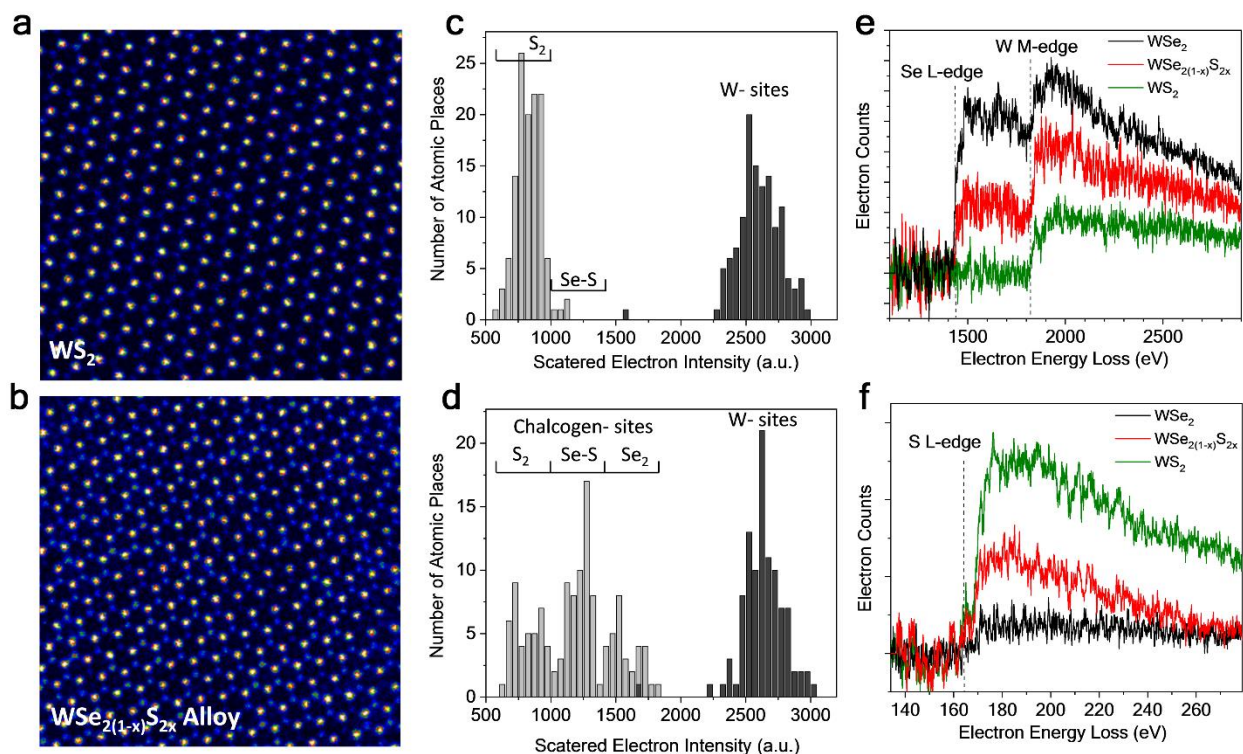 a
WS₂
b
WSe₂₍₁₋ₓ₎S₂ₓ Alloy
c
Number of Atomic Places
25
20
15
10
5
0
S₂
Se-S
W- sites
500 1000 1500 2000 2500 3000
Scatered Electron Intensity (a.u.)
d
Number of Atomic Places
20
15
10
5
0
Chalcogen- sites
S₂ Se-S Se₂
W- sites
500 1000 1500 2000 2500 3000
Scatered Electron Intensity (a.u.)
e
Electron Counts
Se L-edge
W M-edge
WSe₂
WSe₂₍₁₋ₓ₎S₂ₓ
WS₂
1500 2000 2500
Electron Energy Loss (eV)
f
Electron Counts
S L-edge
WSe₂
WSe₂₍₁₋ₓ₎S₂ₓ
WS₂
140 160 180 200 220 240 260
Electron Energy Loss (eV)